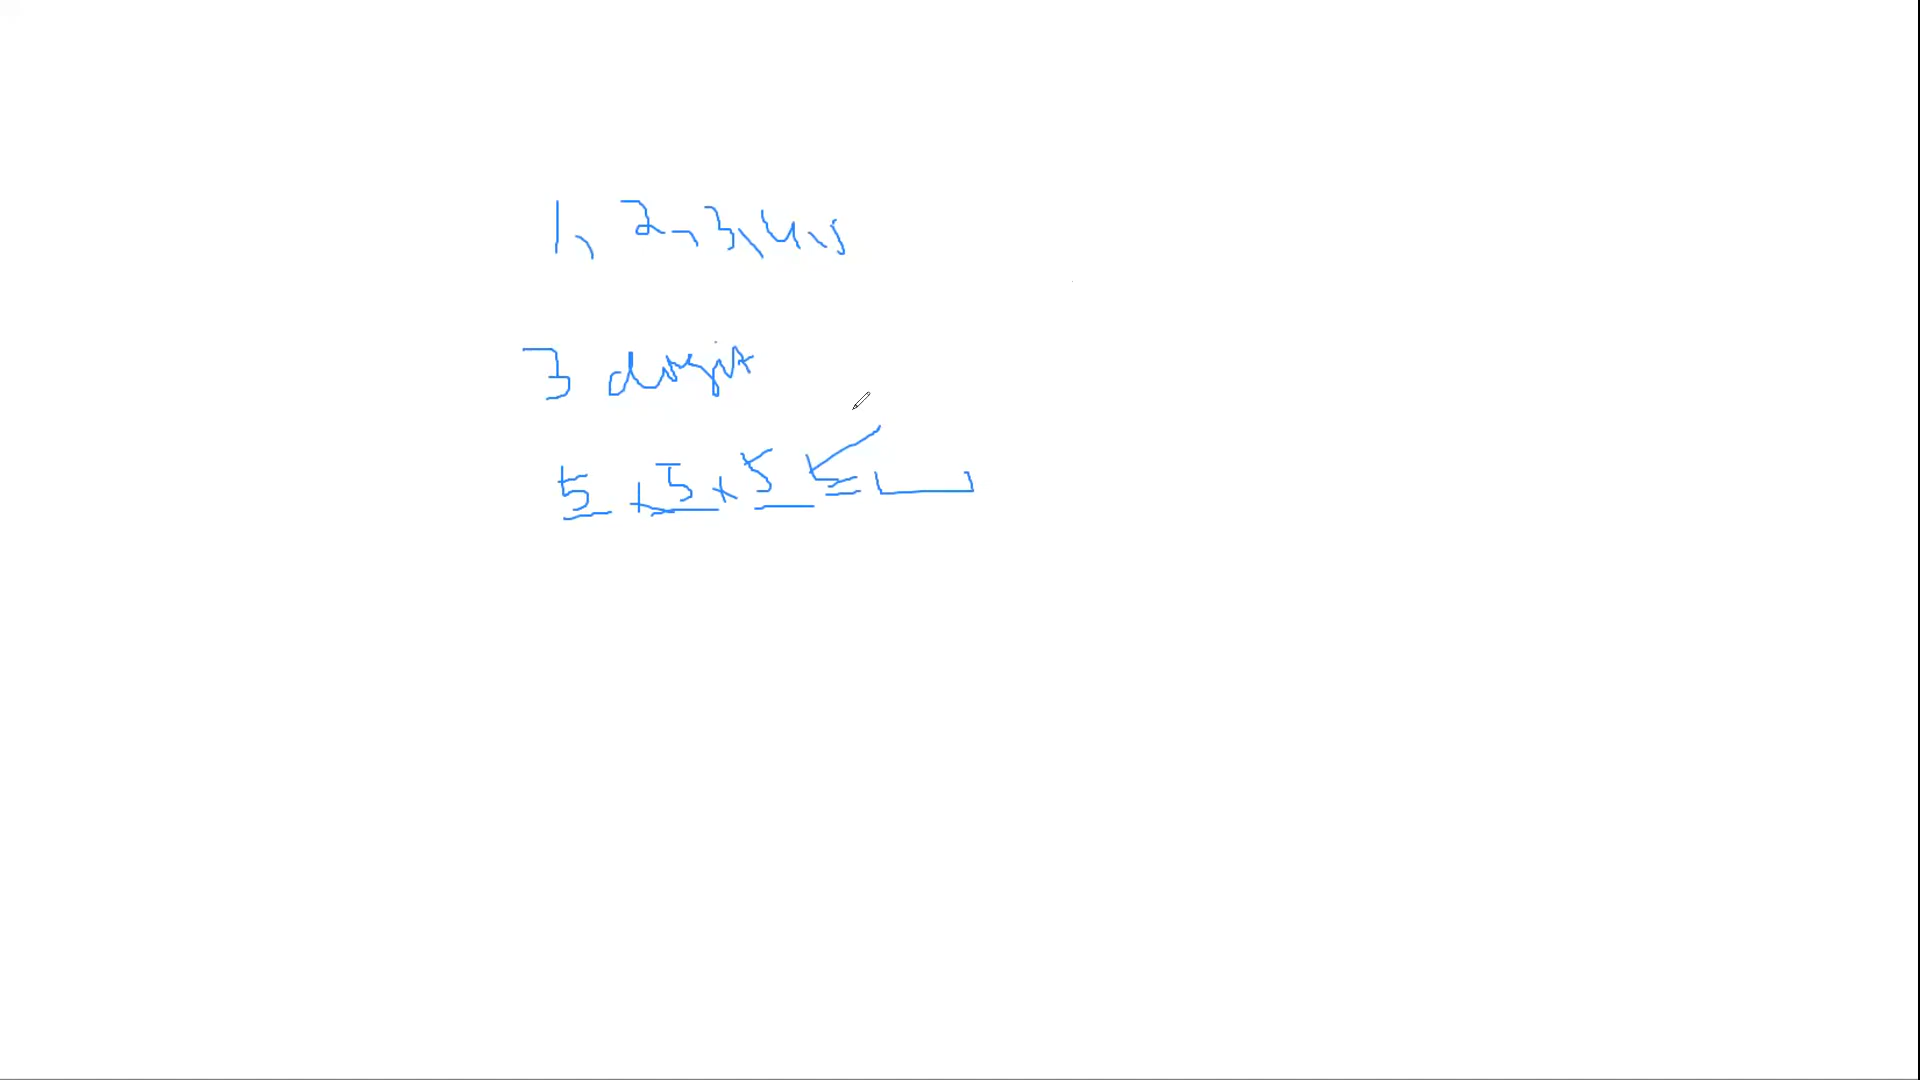 1, 2, 3, 4, 5
3 digit
5 × 5 × 5 =